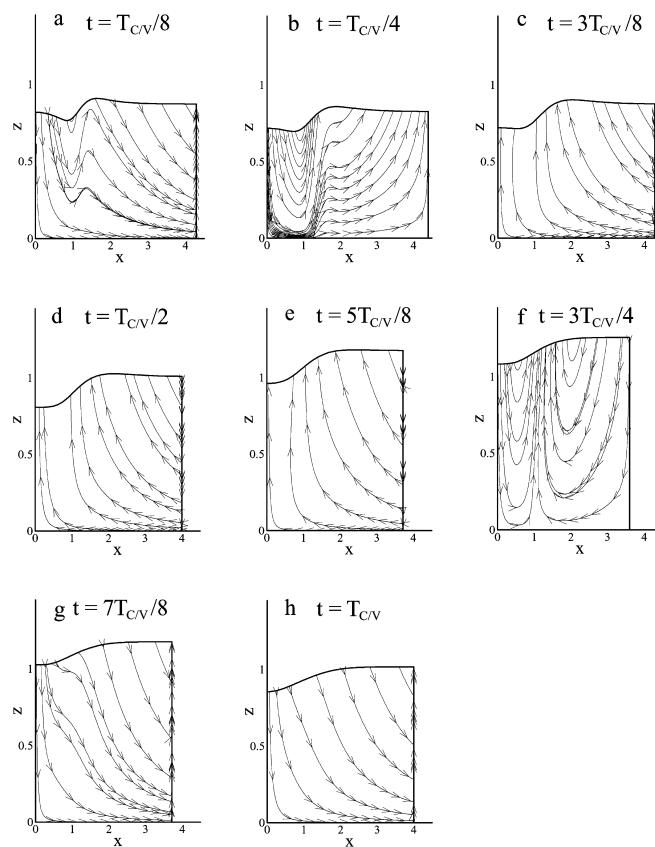 a t = T_C/V/8
b t = T_C/V/4
c t = 3T_C/V/8
1
z
0.5
0
0 1 2 3 4
x
1
z
0.5
0
0 1 2 3 4
x
1
z
0.5
0
0 1 2 3 4
x
d t = T_C/V/2
e t = 5T_C/V/8
f t = 3T_C/V/4
1
z
0.5
0
0 1 2 3 4
x
1
z
0.5
0
0 1 2 3 4
x
1
z
0.5
0
0 1 2 3 4
x
g t = 7T_C/V/8
h t = T_C/V
1
z
0.5
0
0 1 2 3 4
x
1
z
0.5
0
0 1 2 3 4
x